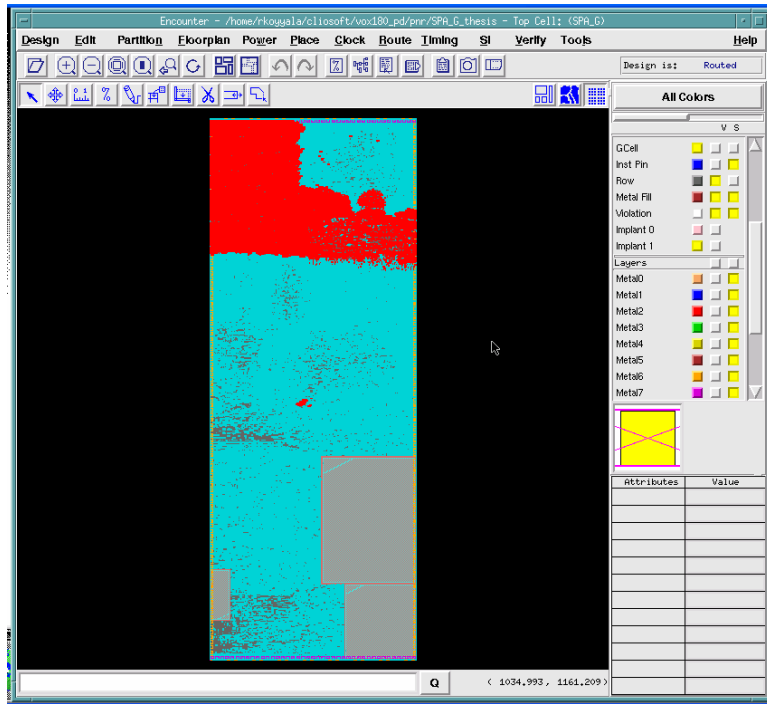 Encounter - /home/rkoyyala/cliosoft/vox180_pd/pnr/SPA_G_thesis - Top Cell: (SPA_G)
Design Edit Partition Floorplan Power Place Clock Route Timing SI Verify Tools Help
Design is: Routed
All Colors
V S
GCell
Inst Pin
Row
Metal Fill
Violation
Implant 0
Implant 1
Layers
Metal0
Metal1
Metal2
Metal3
Metal4
Metal5
Metal6
Metal7
Attributes Value
Q ( 1034.993, 1161.209)